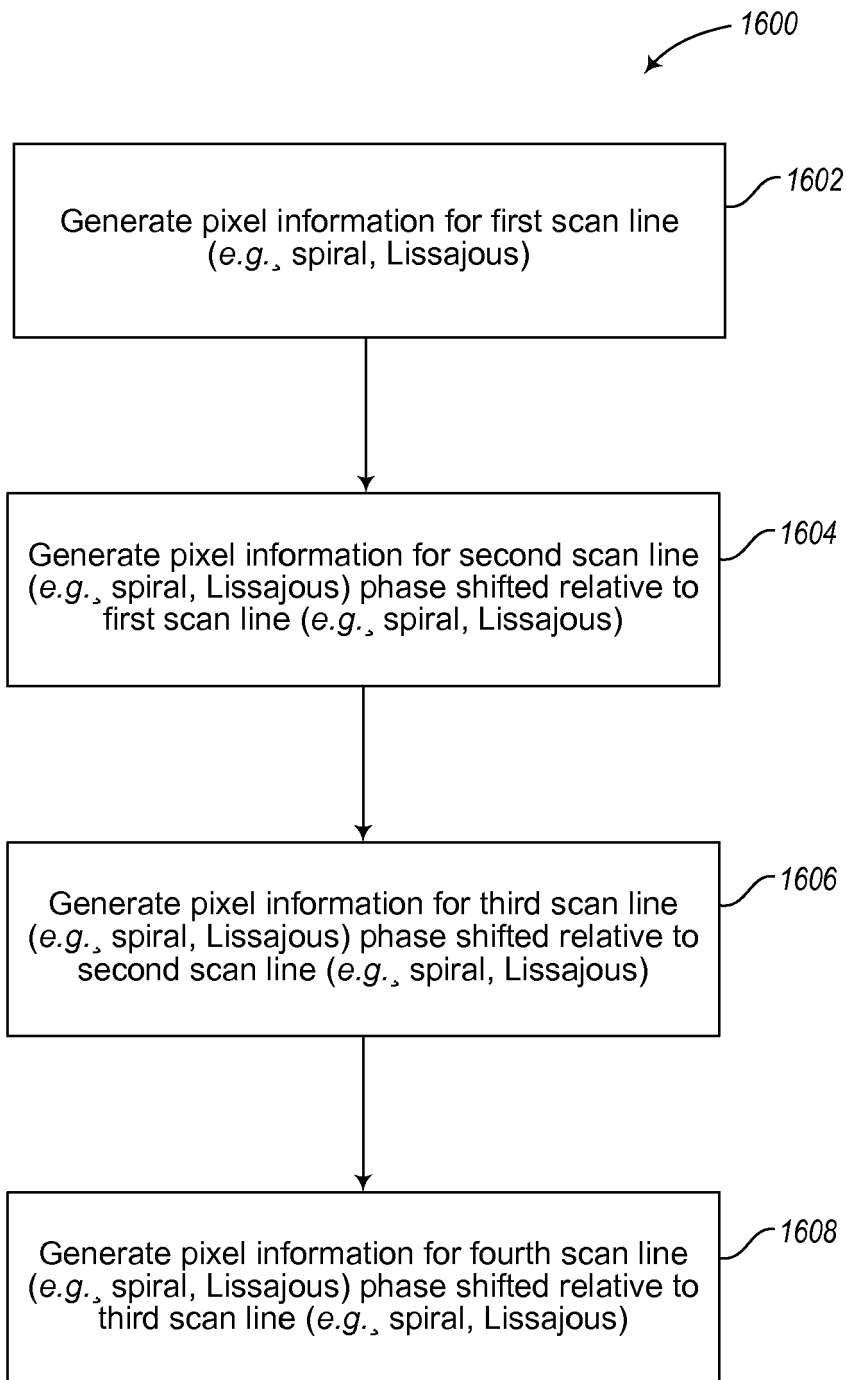 1600
1602
Generate pixel information for first scan line
(e.g.¸ spiral, Lissajous)
1604
Generate pixel information for second scan line
(e.g.¸ spiral, Lissajous) phase shifted relative to
first scan line (e.g.¸ spiral, Lissajous)
1606
Generate pixel information for third scan line
(e.g.¸ spiral, Lissajous) phase shifted relative to
second scan line (e.g.¸ spiral, Lissajous)
1608
Generate pixel information for fourth scan line
(e.g.¸ spiral, Lissajous) phase shifted relative to
third scan line (e.g.¸ spiral, Lissajous)